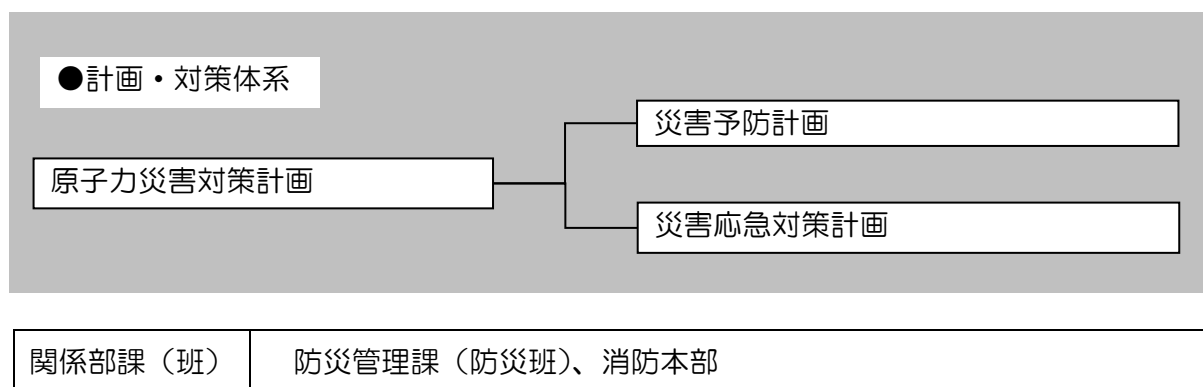 ●計画・対策体系
災害予防計画
原子力災害対策計画
災害応急対策計画
関係部課（班） 防災管理課（防災班）、消防本部